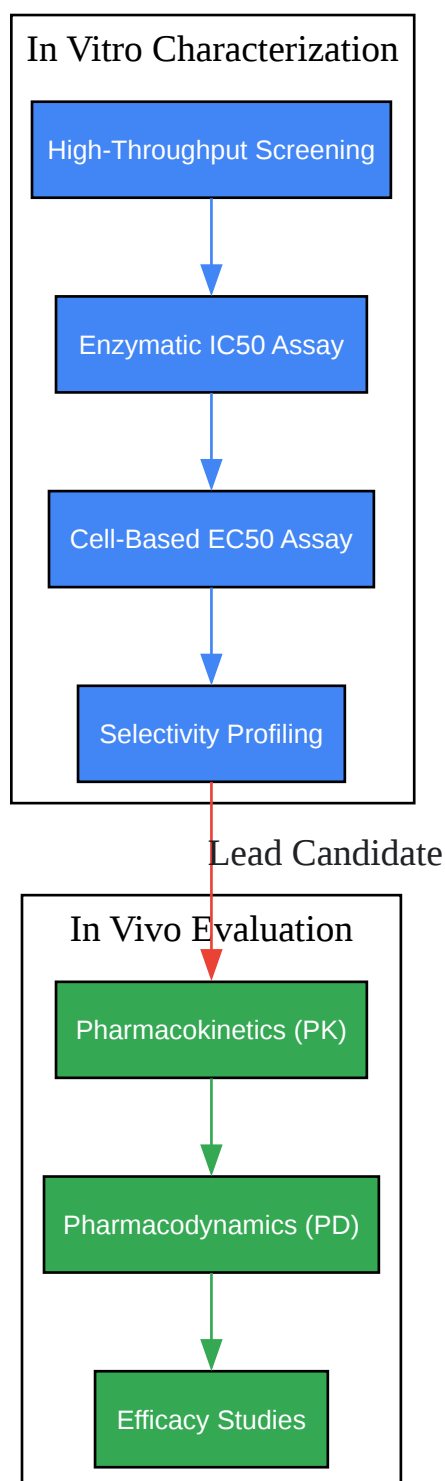 In Vitro Characterization
High-Throughput Screening
Enzymatic IC50 Assay
Cell-Based EC50 Assay
Selectivity Profiling
Lead Candidate
In Vivo Evaluation
Pharmacokinetics (PK)
Pharmacodynamics (PD)
Efficacy Studies